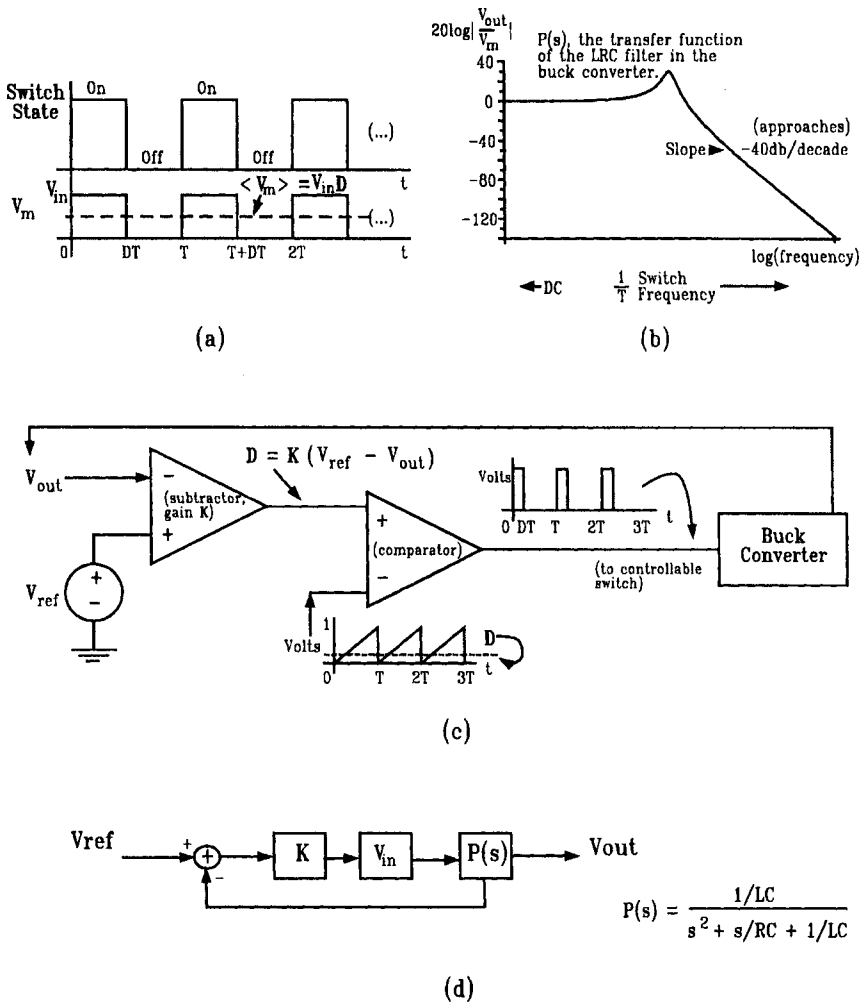 On On
Switch
State
Off Off (...)
t
V_in <V_m> = V_in D
V_m (...)
0 DT T T+DT 2T t
(a)
20log|V_out/V_m|
P(s), the transfer function
of the LRC filter in the
buck converter.
40
0
-40
-80
-120
(approaches)
Slope -40db/decade
log(frequency)
DC 1/T Switch
Frequency
(b)
V_out
-
(subtractor,
gain K)
+
D = K (V_ref - V_out)
+
(comparator)
-
V_ref
+
-
Volts
1
D
0 T 2T 3T t
Volts
0 DT T 2T 3T t
(to controllable
switch)
Buck
Converter
(c)
Vref + + - K V_in P(s) Vout
P(s) = 1/LC / s² + s/RC + 1/LC
(d)